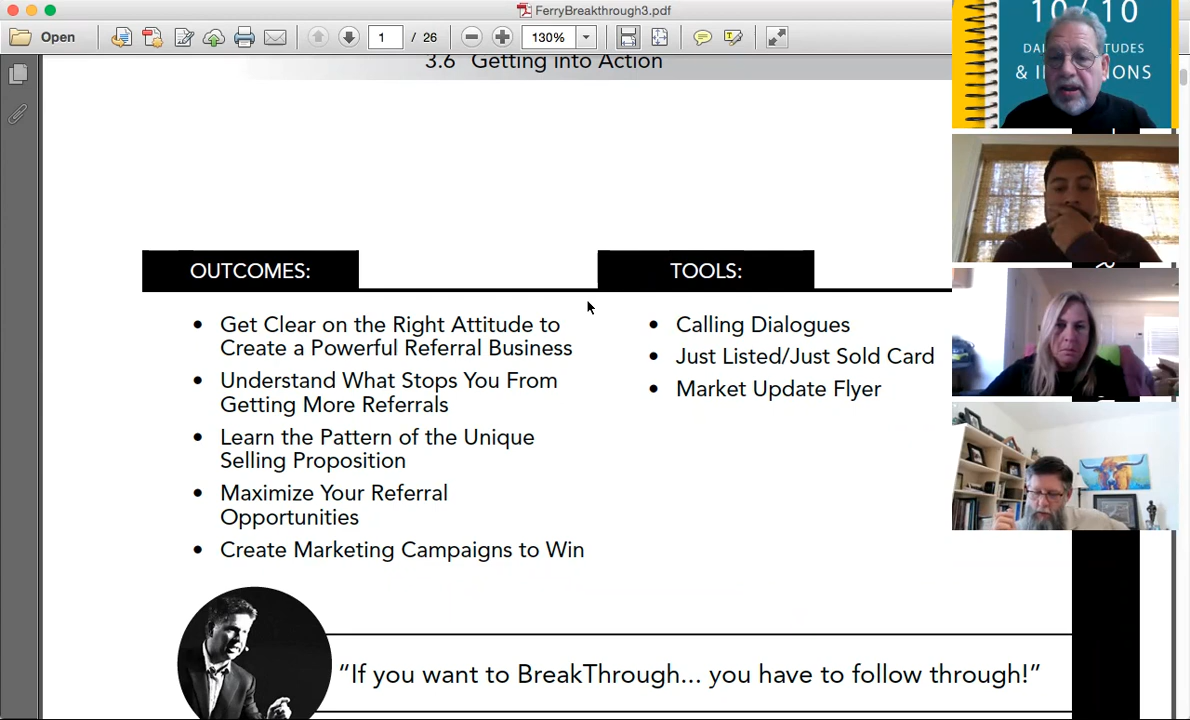 FerryBreakthrough3.pdf
Open
1
/ 26
130%
3.6 Getting into Action
OUTCOMES:
• Get Clear on the Right Attitude to
Create a Powerful Referral Business
• Understand What Stops You From
Getting More Referrals
• Learn the Pattern of the Unique
Selling Proposition
• Maximize Your Referral
Opportunities
• Create Marketing Campaigns to Win
TOOLS:
• Calling Dialogues
• Just Listed/Just Sold Card
• Market Update Flyer
“If you want to BreakThrough... you have to follow through!”
10/10